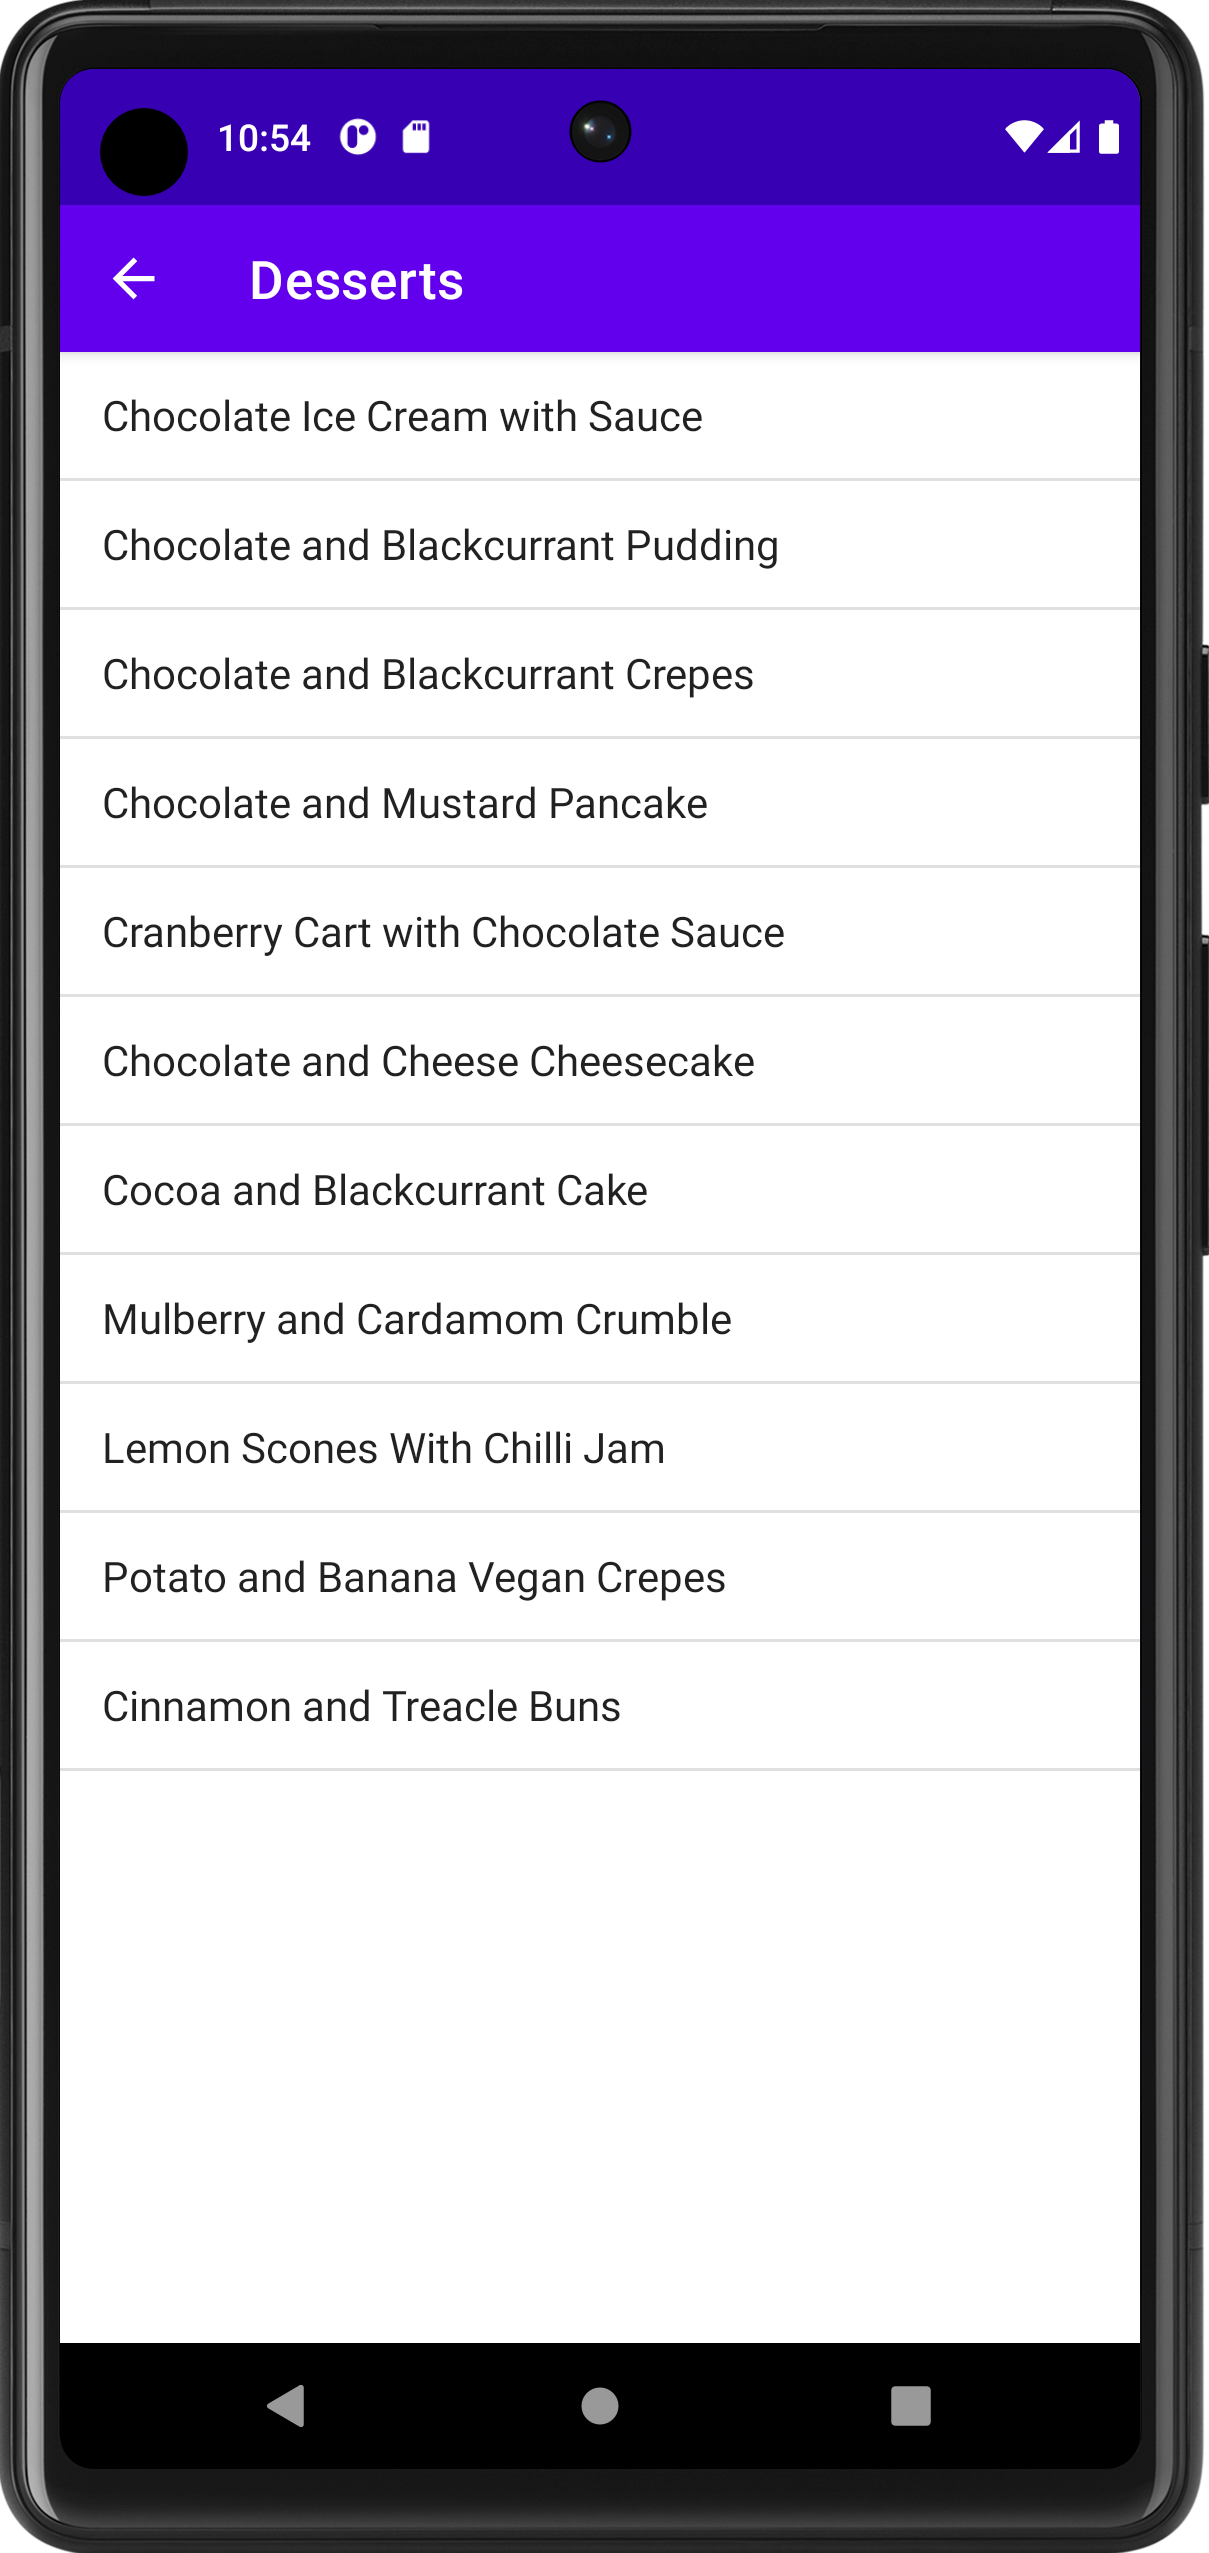 10:54
Desserts
Chocolate Ice Cream with Sauce
Chocolate and Blackcurrant Pudding
Chocolate and Blackcurrant Crepes
Chocolate and Mustard Pancake
Cranberry Cart with Chocolate Sauce
Chocolate and Cheese Cheesecake
Cocoa and Blackcurrant Cake
Mulberry and Cardamom Crumble
Lemon Scones With Chilli Jam
Potato and Banana Vegan Crepes
Cinnamon and Treacle Buns